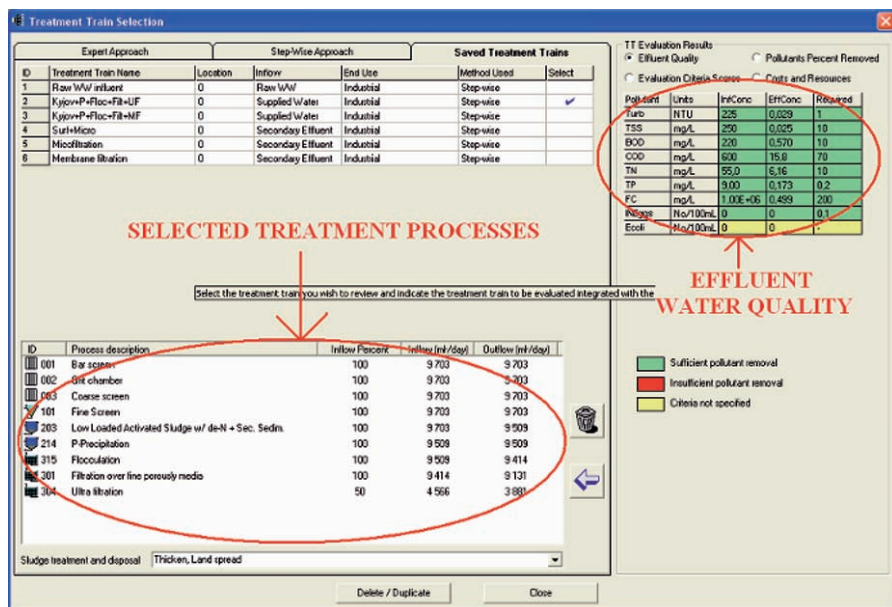 Treatment Train Selection
Expert Approach Step-Wise Approach Saved Treatment Trains
ID Treatment Train Name Location Inflow End Use Method Used Select
1 Raw WW influent 0 Raw WW Industrial Step-wise
2 Kyjov+P+Floc+Filt+UF 0 Supplied Water Industrial Step-wise ✓
3 Kyjov+P+Floc+Filt+MF 0 Supplied Water Industrial Step-wise
4 Surf+Micro 0 Secondary Effluent Industrial Step-wise
5 Micofiltration 0 Secondary Effluent Industrial Step-wise
6 Membrane filtration 0 Secondary Effluent Industrial Step-wise
TT Evaluation Results
Effluent Quality Pollutants Percent Removed
Evaluation Criteria Scores Costs and Resources
Pollutant Units InfConc EffConc Required
Turb NTU 225 0,029 1
TSS mg/L 250 0,025 10
BOD mg/L 220 0,570 10
COD mg/L 600 15,8 70
TN mg/L 55,0 6,16 10
TP mg/L 9,00 0,173 0,2
FC No/100mL 1.00E+06 0,499 200
INEggs No/100mL 0 0 0,1
Ecoli No/100mL 0 0 -
SELECTED TREATMENT PROCESSES
EFFLUENT
WATER QUALITY
Select the treatment train you wish to review and indicate the treatment train to be evaluated integrated with the
ID Process description Inflow Percent Inflow (m³/day) Outflow (m³/day)
001 Bar screen 100 9 703 9 703
002 Grit chamber 100 9 703 9 703
003 Coarse screen 100 9 703 9 703
101 Fine Screen 100 9 703 9 703
203 Low Loaded Activated Sludge w/ de-N + Sec. Sedim. 100 9 703 9 509
214 P-Precipitation 100 9 509 9 509
315 Flocculation 100 9 509 9 414
301 Filtration over fine porously media 100 9 414 9 131
304 Ultra filtration 50 4 566 3 881
Sufficient pollutant removal
Insufficient pollutant removal
Criteria not specified
Sludge treatment and disposal Thicken, Land spread
Delete / Duplicate Close